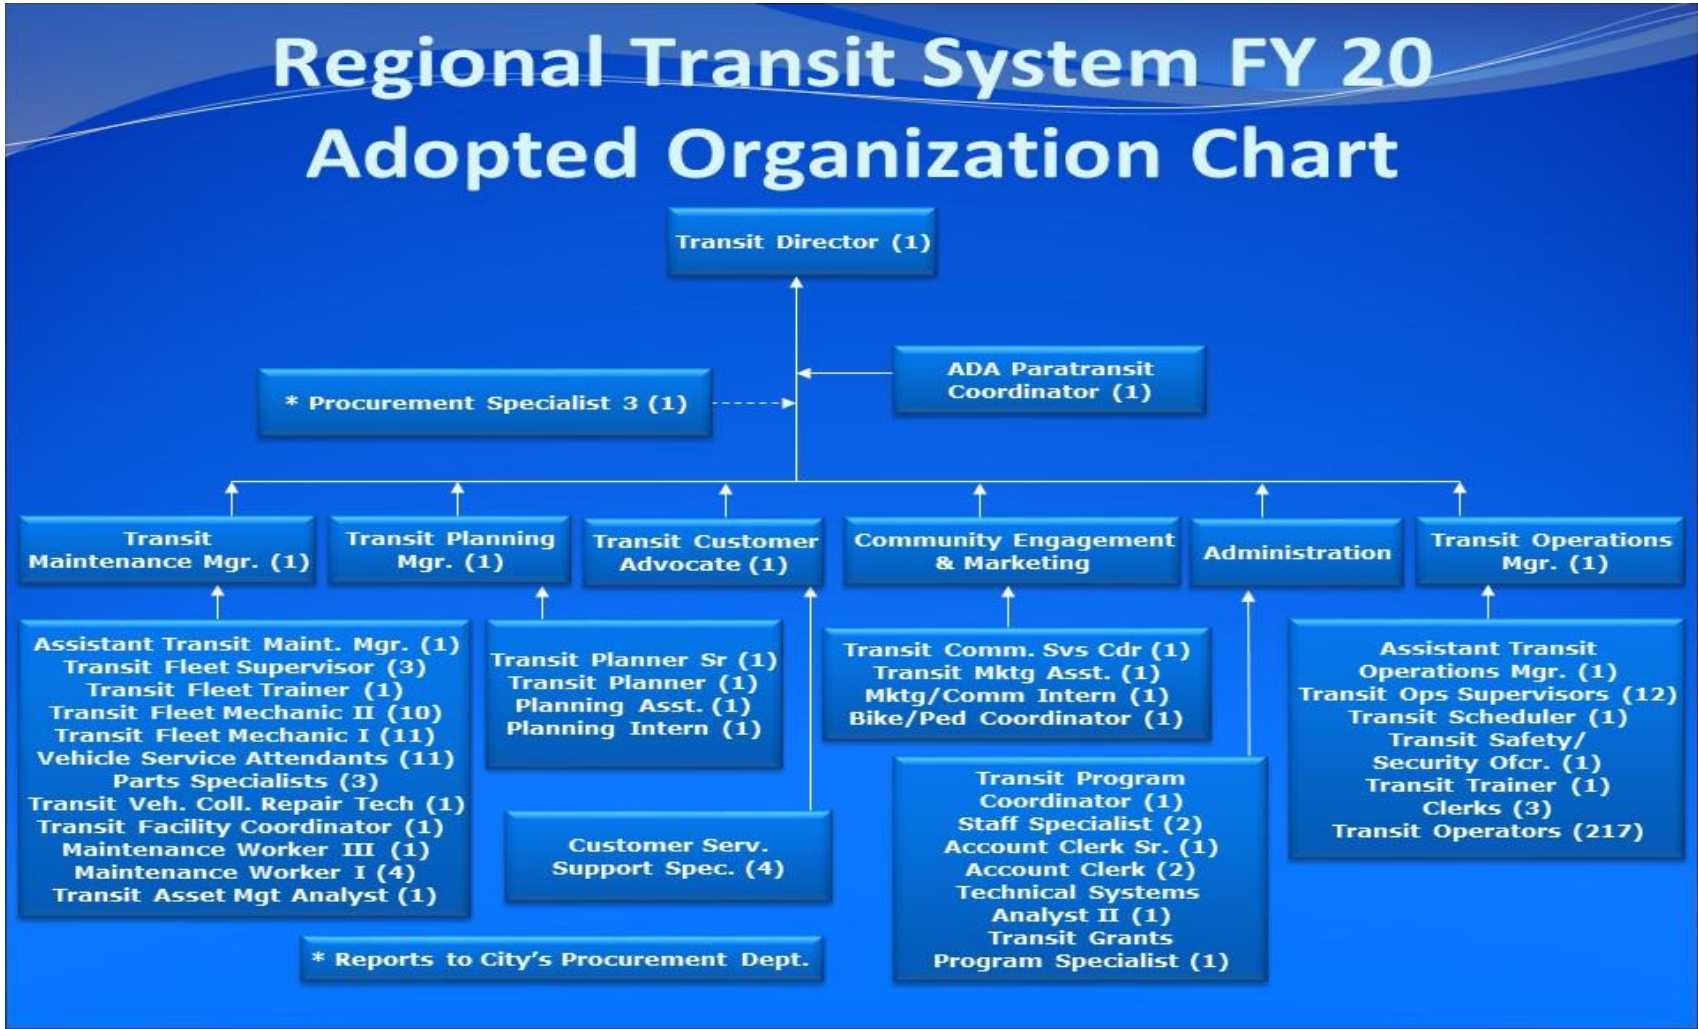 Regional Transit System FY 20
Adopted Organization Chart
Transit Director (1)
ADA Paratransit
Coordinator (1)
* Procurement Specialist 3 (1)
Transit
Maintenance Mgr. (1)
Transit Planning
Mgr. (1)
Transit Customer
Advocate (1)
Community Engagement
& Marketing
Administration
Transit Operations
Mgr. (1)
Assistant Transit Maint. Mgr. (1)
Transit Fleet Supervisor (3)
Transit Fleet Trainer (1)
Transit Fleet Mechanic II (10)
Transit Fleet Mechanic I (11)
Vehicle Service Attendants (11)
Parts Specialists (3)
Transit Veh. Coll. Repair Tech (1)
Transit Facility Coordinator (1)
Maintenance Worker III (1)
Maintenance Worker I (4)
Transit Asset Mgt Analyst (1)
Transit Planner Sr (1)
Transit Planner (1)
Planning Asst. (1)
Planning Intern (1)
Customer Serv.
Support Spec. (4)
Transit Comm. Svs Cdr (1)
Transit Mktg Asst. (1)
Mktg/Comm Intern (1)
Bike/Ped Coordinator (1)
Transit Program
Coordinator (1)
Staff Specialist (2)
Account Clerk Sr. (1)
Account Clerk (2)
Technical Systems
Analyst II (1)
Transit Grants
Program Specialist (1)
Assistant Transit
Operations Mgr. (1)
Transit Ops Supervisors (12)
Transit Scheduler (1)
Transit Safety/
Security Ofcr. (1)
Transit Trainer (1)
Clerks (3)
Transit Operators (217)
* Reports to City's Procurement Dept.